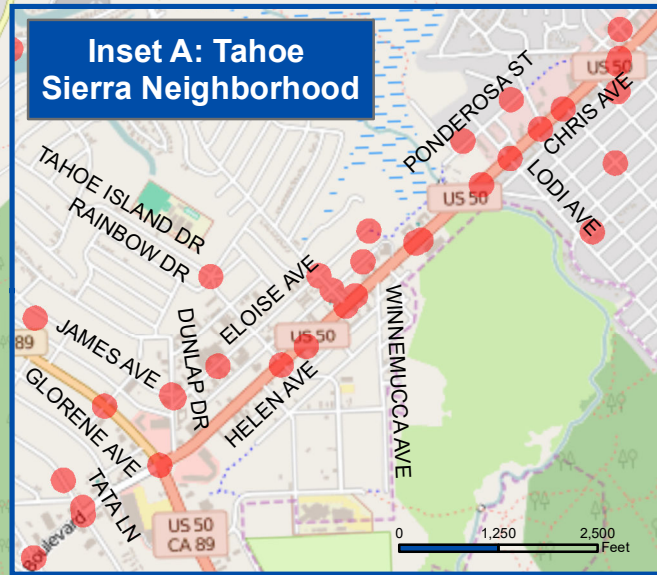 Inset A: Tahoe
Sierra Neighborhood
US 50
PONDEROSA ST
CHRIS AVE
LODI AVE
US 50
TAHOE ISLAND DR
RAINBOW DR
ELOISE AVE
DUNLAP DR
JAMES AVE
89
US 50
WINNEMUCCA AVE
HELEN AVE
GLORENE AVE
TATA LN
Boulevard
US 50
CA 89
0 1,250 2,500
Feet